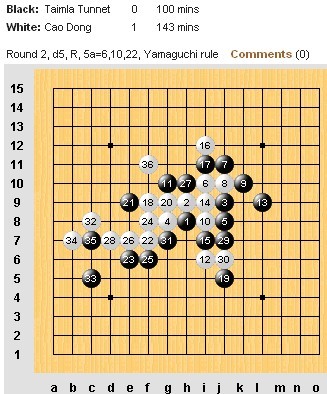 Black: Taimla Tunnet 0 100 mins
White: Cao Dong 1 143 mins
Round 2, d5, R, 5a=6,10,22, Yamaguchi rule Comments (0)
15
14
13
12 16
11 36 17 7
10 11 27 6 8 9
9 21 18 20 2 14 3 13
8 32 24 4 1 10 5
7 34 35 28 26 22 31 15 29
6 23 25 12 30
5 33 19
4
3
2
1
a b c d e f g h i j k l m n o